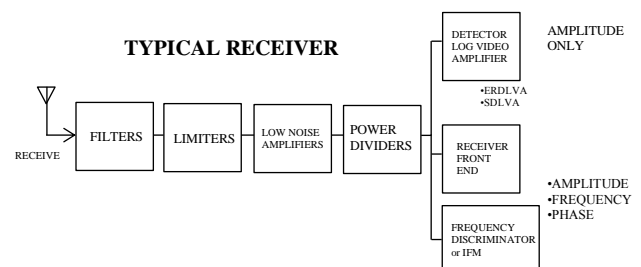 TYPICAL RECEIVER
RECEIVE
FILTERS
LIMITERS
LOW NOISE
AMPLIFIERS
POWER
DIVIDERS
DETECTOR
LOG VIDEO
AMPLIFIER
•ERDLVA
•SDLVA
AMPLITUDE
ONLY
RECEIVER
FRONT
END
•AMPLITUDE
•FREQUENCY
•PHASE
FREQUENCY
DISCRIMINATOR
or IFM